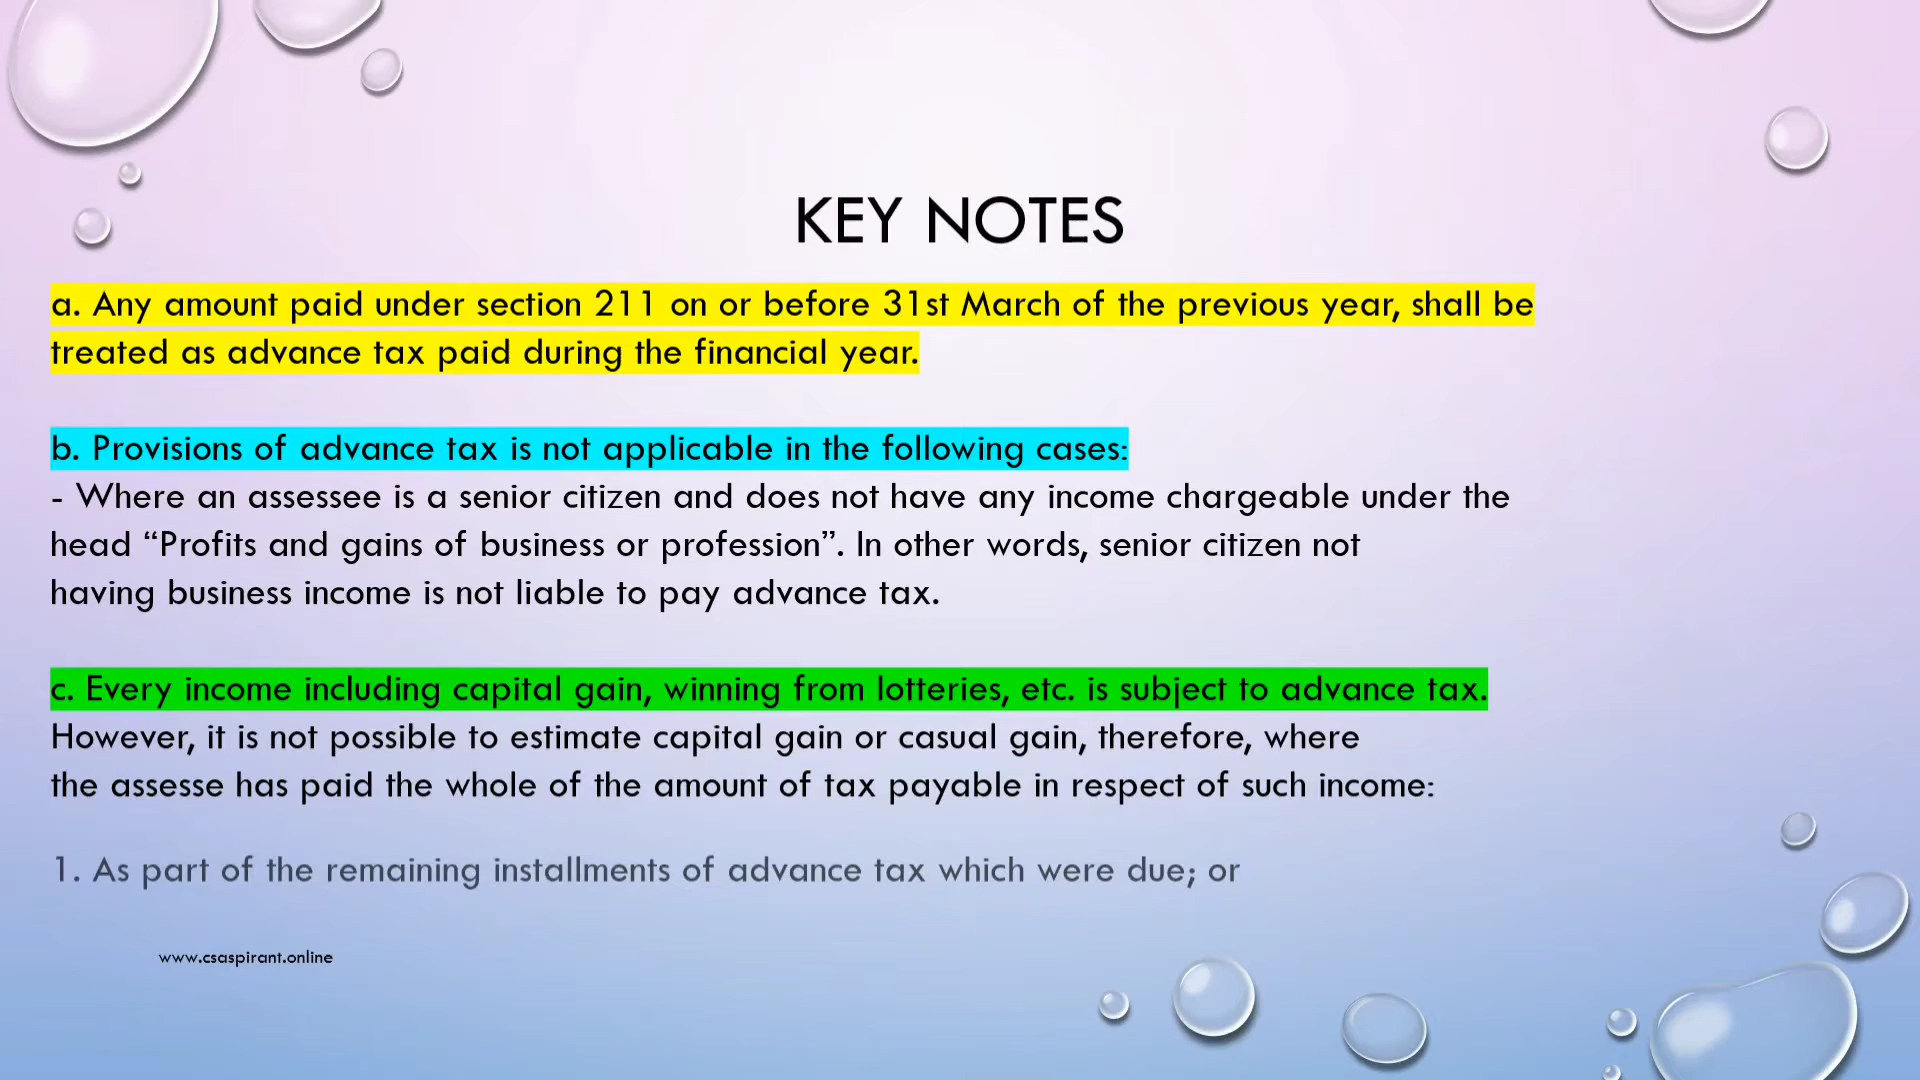 KEY NOTES
a. Any amount paid under section 211 on or before 31st March of the previous year, shall be
treated as advance tax paid during the financial year.
b. Provisions of advance tax is not applicable in the following cases:
- Where an assessee is a senior citizen and does not have any income chargeable under the
head “Profits and gains of business or profession”. In other words, senior citizen not
having business income is not liable to pay advance tax.
c. Every income including capital gain, winning from lotteries, etc. is subject to advance tax.
However, it is not possible to estimate capital gain or casual gain, therefore, where
the assesse has paid the whole of the amount of tax payable in respect of such income:
1. As part of the remaining installments of advance tax which were due; or
www.csaspirant.online